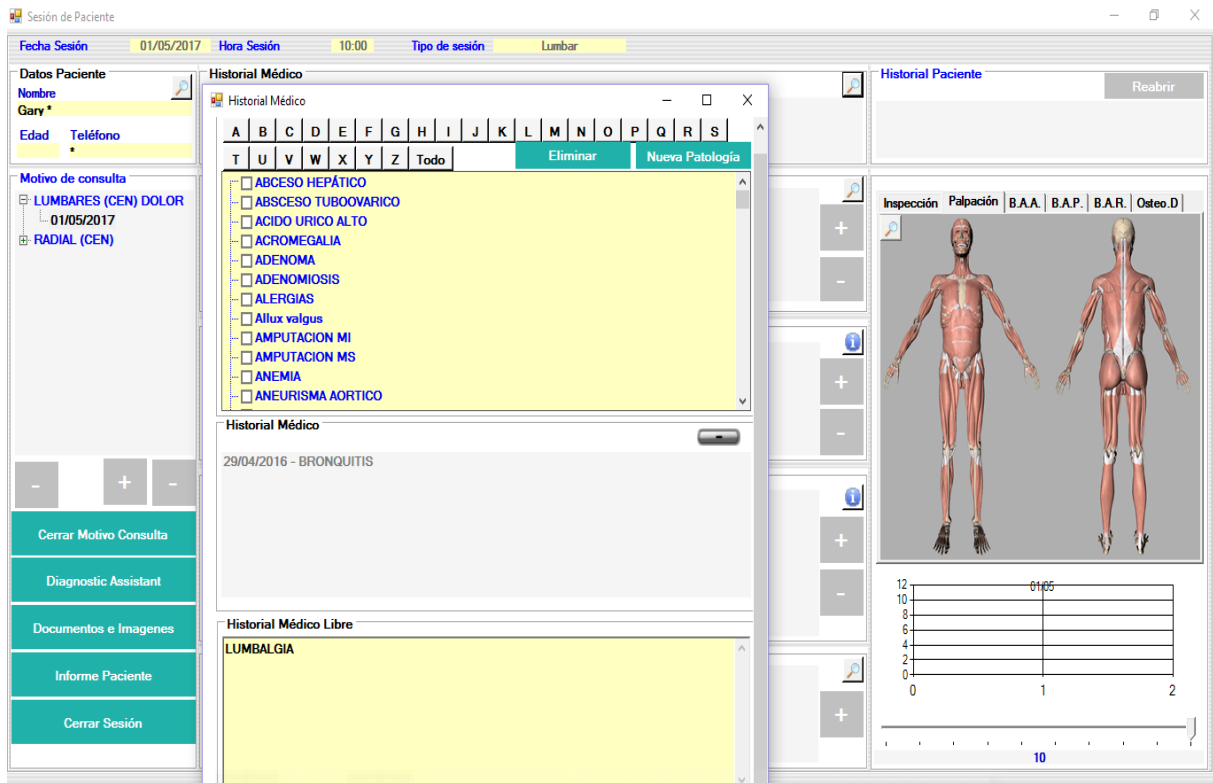 Sesión de Paciente
Fecha Sesión 01/05/2017 Hora Sesión 10:00 Tipo de sesión Lumbar
Datos Paciente
Nombre
Gary *
Edad Teléfono
*
Motivo de consulta
LUMBARES (CEN) DOLOR
01/05/2017
RADIAL (CEN)
- + -
Cerrar Motivo Consulta
Diagnostic Assistant
Documentos e Imagenes
Informe Paciente
Cerrar Sesión
Historial Médico
Historial Médico
A B C D E F G H I J K L M N O P Q R S
T U V W X Y Z Todo
Eliminar Nueva Patología
ABCESO HEPÁTICO
ABSCESO TUBOOVARICO
ACIDO URICO ALTO
ACROMEGALIA
ADENOMA
ADENOMIOSIS
ALERGIAS
Allux valgus
AMPUTACION MI
AMPUTACION MS
ANEMIA
ANEURISMA AORTICO
Historial Médico
-
29/04/2016 - BRONQUITIS
Historial Médico Libre
LUMBALGIA
+
-
+
-
+
-
+
Historial Paciente
Reabrir
Inspección Palpación B.A.A. B.A.P. B.A.R. Osteo.D
01/05
12
10
8
6
4
2
0
0 1 2
10